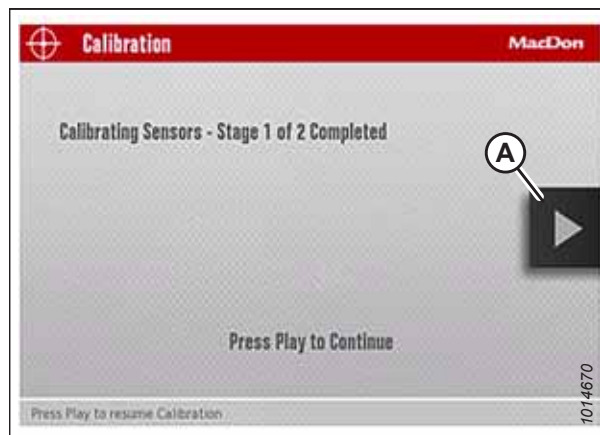 Calibration
MacDon
Calibrating Sensors - Stage 1 of 2 Completed
A
Press Play to Continue
Press Play to resume Calibration
1014670